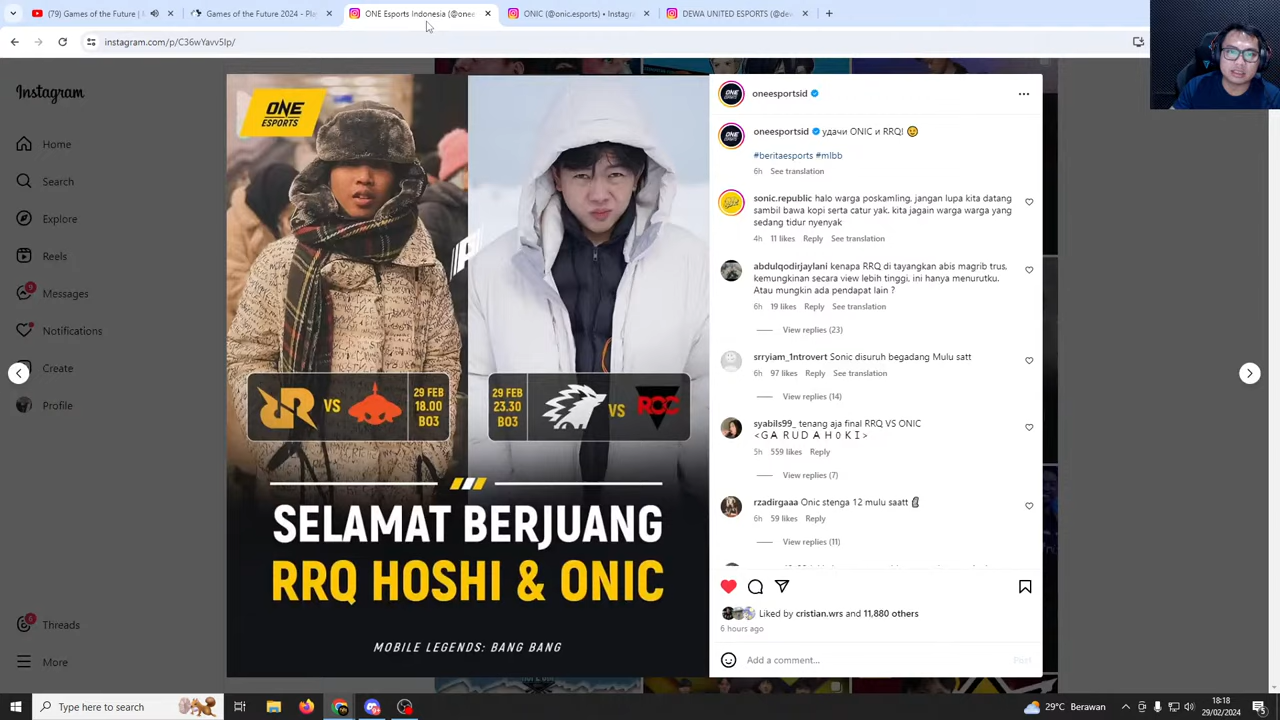 (79) Games of the Future | 
Games of the Future 2024 - Pl
ONE Esports Indonesia (@onee
ONIC (@onic.esports) • Instagra
DEWA UNITED ESPORTS (@de
instagram.com/p/C36wYavv5Ip/
Instagram
Home
Search
Explore
Reels
9
Messages
Notifications
Create
Profile
6
Threads
More
ONE
ESPORTS
VS
29 FEB
18.00
BO3
29 FEB
23.30
BO3
VS
RCC
SELAMAT BERJUANG
RRQ HOSHI & ONIC
MOBILE LEGENDS: BANG BANG
oneesportsid
oneesportsid удачи ONIC и RRQ! 😉
#beritaesports #mlbb
6h See translation
sonic.republic halo warga poskamling, jangan lupa kita datang
sambil bawa kopi serta catur yak, kita jagain warga warga yang
sedang tidur nyenyak
4h 11 likes Reply See translation
abdulqodirjaylani kenapa RRQ di tayangkan abis magrib trus,
kemungkinan secara view lebih tinggi, ini hanya menurutku.
Atau mungkin ada pendapat lain ?
6h 19 likes Reply See translation
View replies (23)
srryiam_1ntrovert Sonic disuruh begadang Mulu satt
6h 97 likes Reply See translation
View replies (14)
syabils99_ tenang aja final RRQ VS ONIC
< G A R U D A H 0 K I >
5h 559 likes Reply
View replies (7)
rzadirgaaa Onic stenga 12 mulu saatt 🗿
6h 59 likes Reply
View replies (11)
Liked by cristian.wrs and 11,880 others
6 hours ago
Add a comment...
Post
Type here to search
29°C Berawan
18:18
29/02/2024